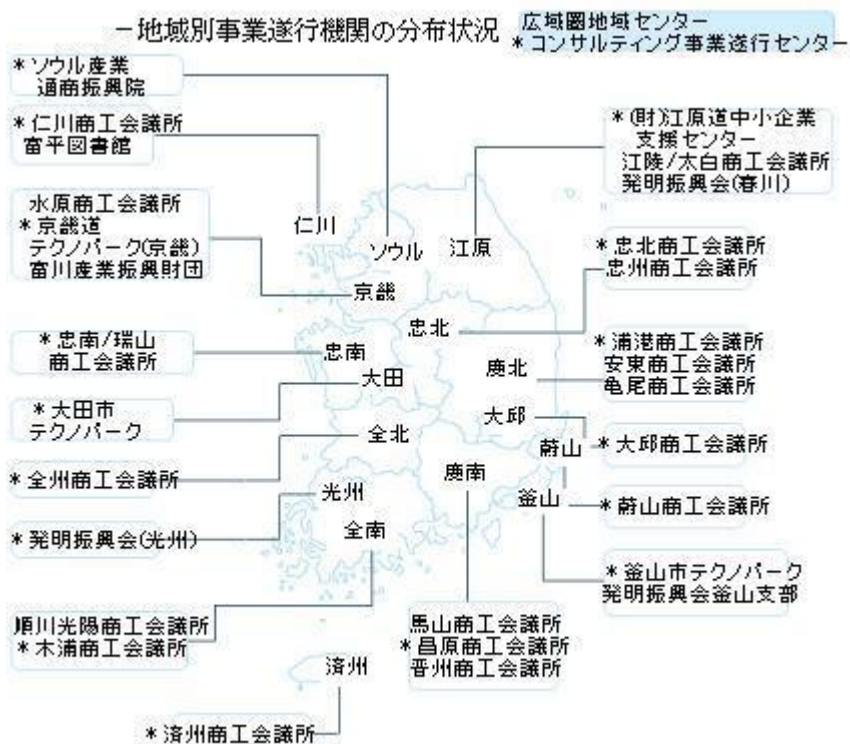 －地域別事業遂行機関の分布状況
広域圏地域センター
＊コンサルティング事業遂行センター
＊ソウル産業
通商振興院
＊仁川商工会議所
富平図書館
水原商工会議所
＊京畿道
テクノパーク(京畿)
富川産業振興財団
＊忠南/瑞山
商工会議所
＊大田市
テクノパーク
＊全州商工会議所
＊発明振興会(光州)
順川光陽商工会議所
＊木浦商工会議所
＊済州商工会議所
仁川
ソウル
江原
京畿
忠北
忠南
大田
慶北
大邱
全北
蔚山
慶南
光州
釜山
全南
済州
＊(財)江原道中小企業
支援センター
江陵/太白商工会議所
発明振興会(春川)
＊忠北商工会議所
忠州商工会議所
＊浦港商工会議所
安東商工会議所
亀尾商工会議所
＊大邱商工会議所
＊蔚山商工会議所
＊釜山市テクノパーク
発明振興会釜山支部
馬山商工会議所
＊昌原商工会議所
晋州商工会議所